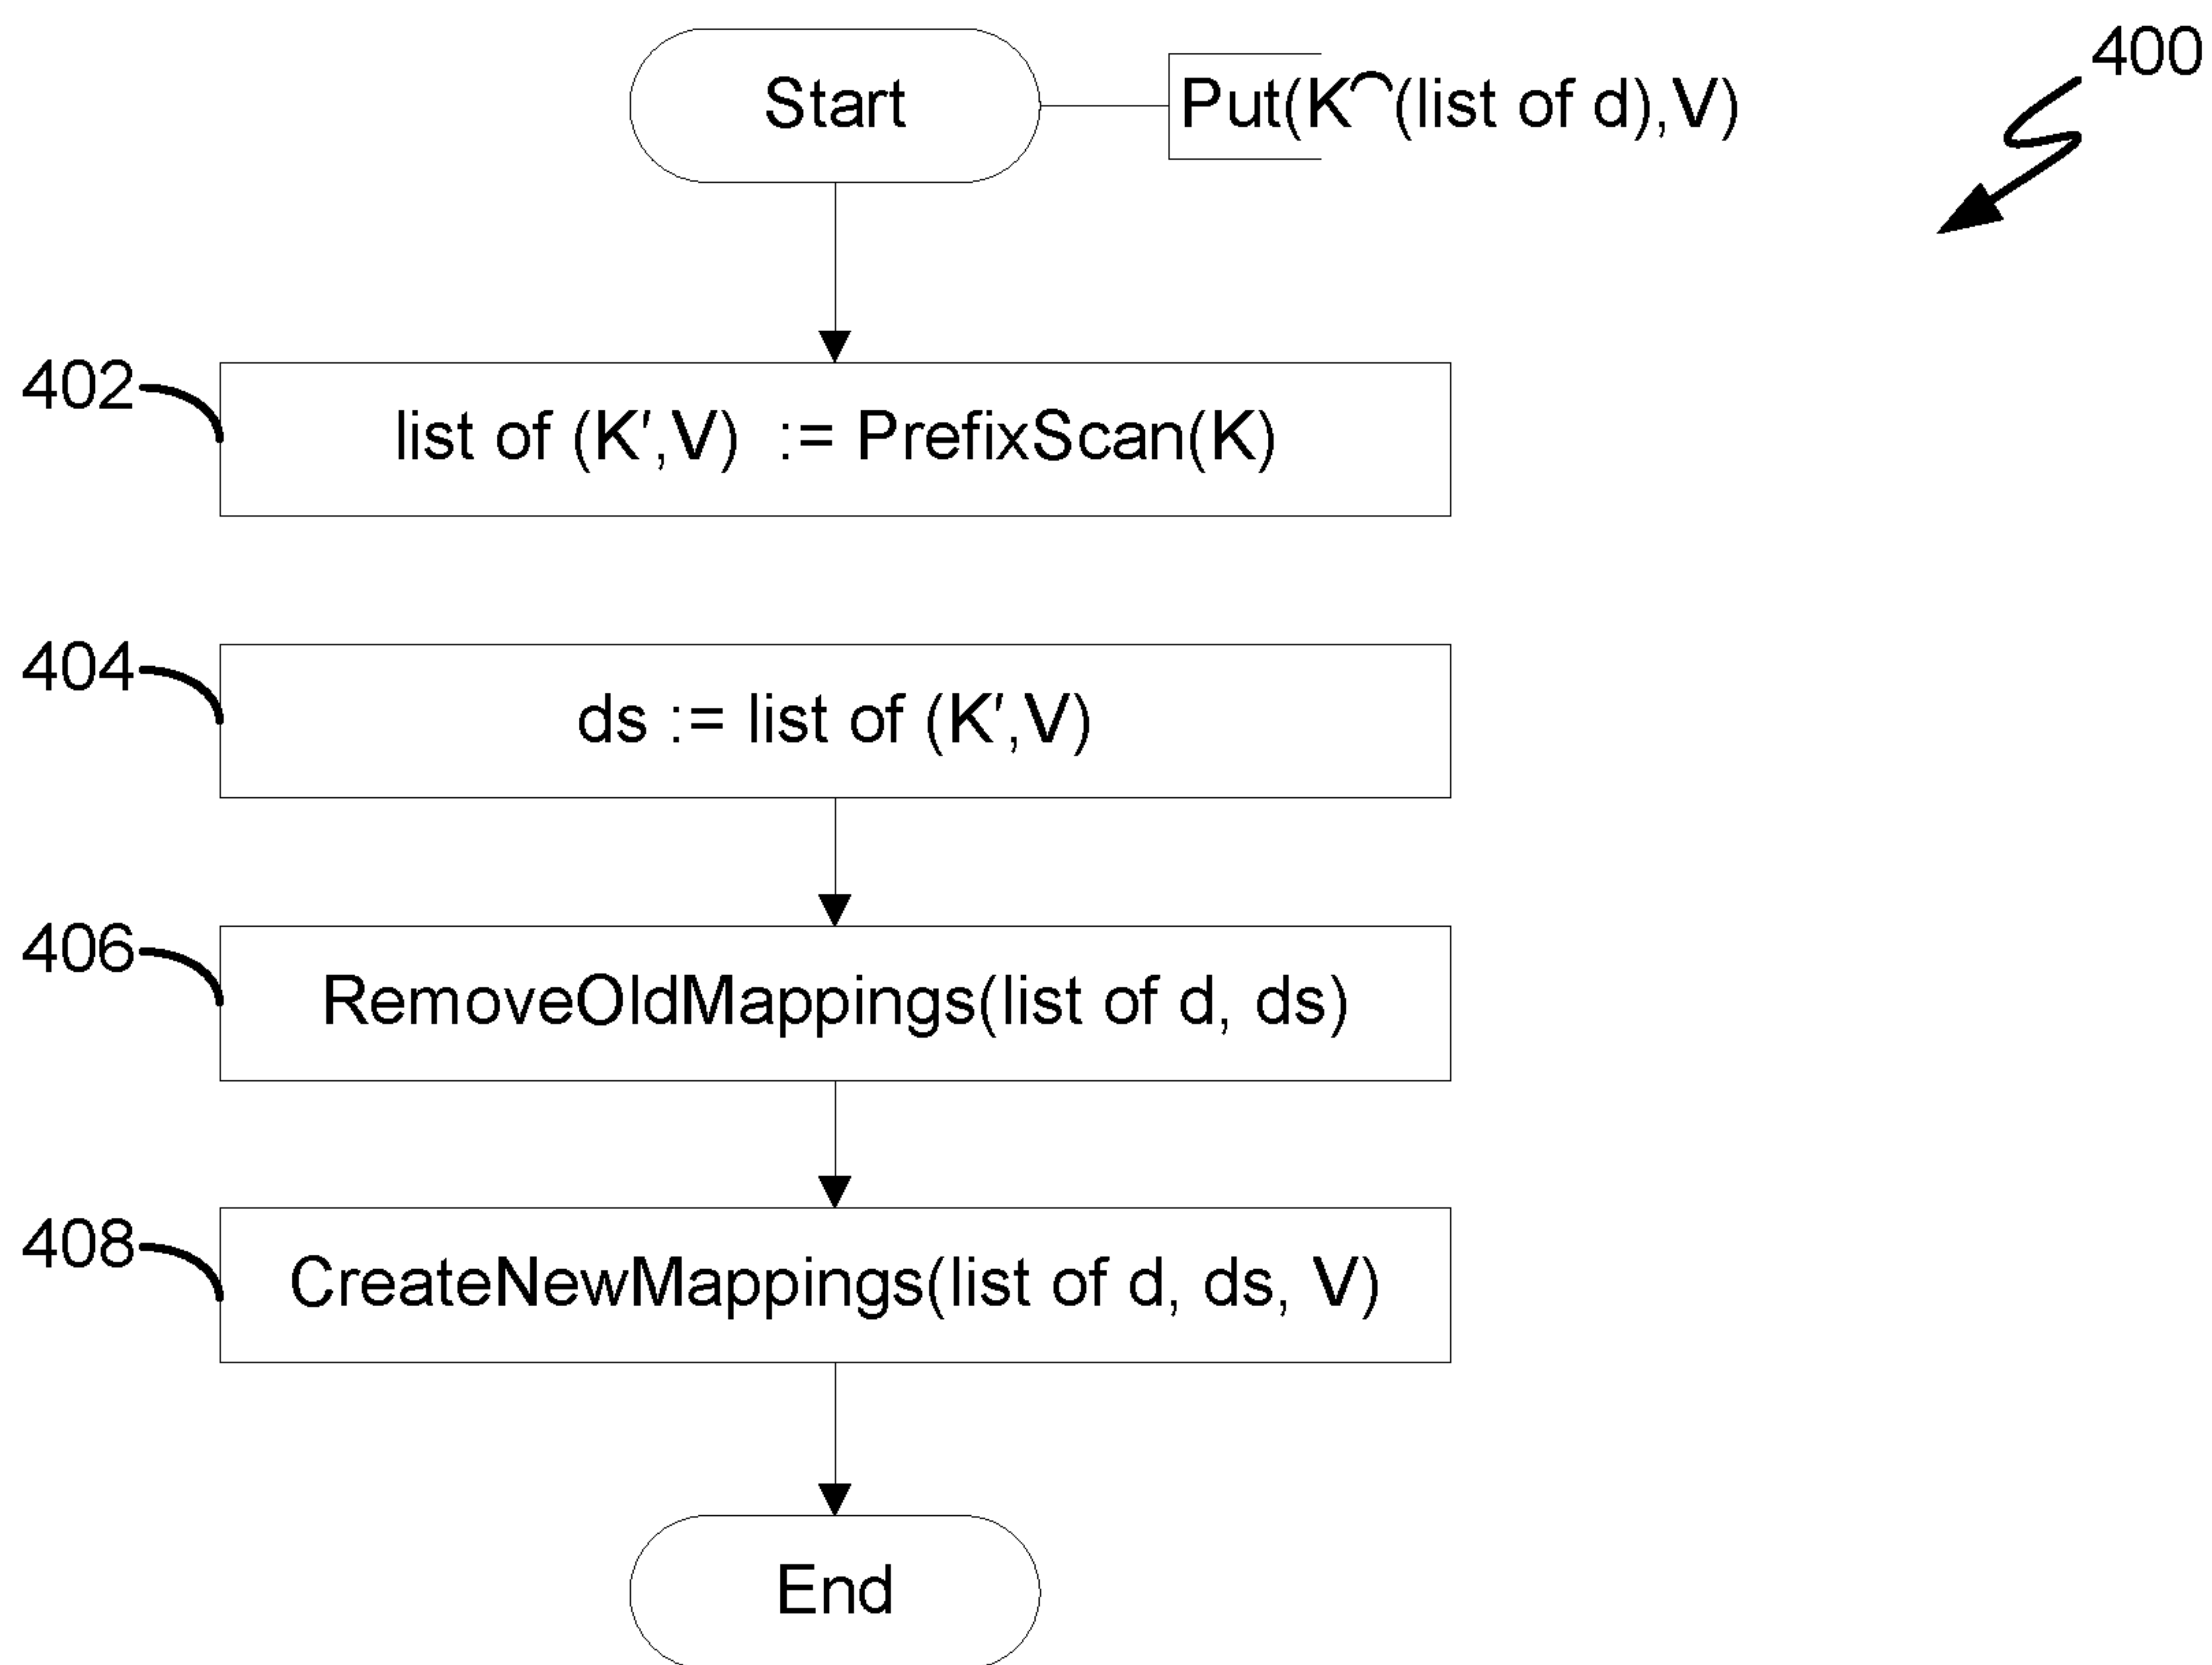 Start
Put(K⌒(list of d),V)
400
402
list of (K′,V) := PrefixScan(K)
404
ds := list of (K′,V)
406
RemoveOldMappings(list of d, ds)
408
CreateNewMappings(list of d, ds, V)
End